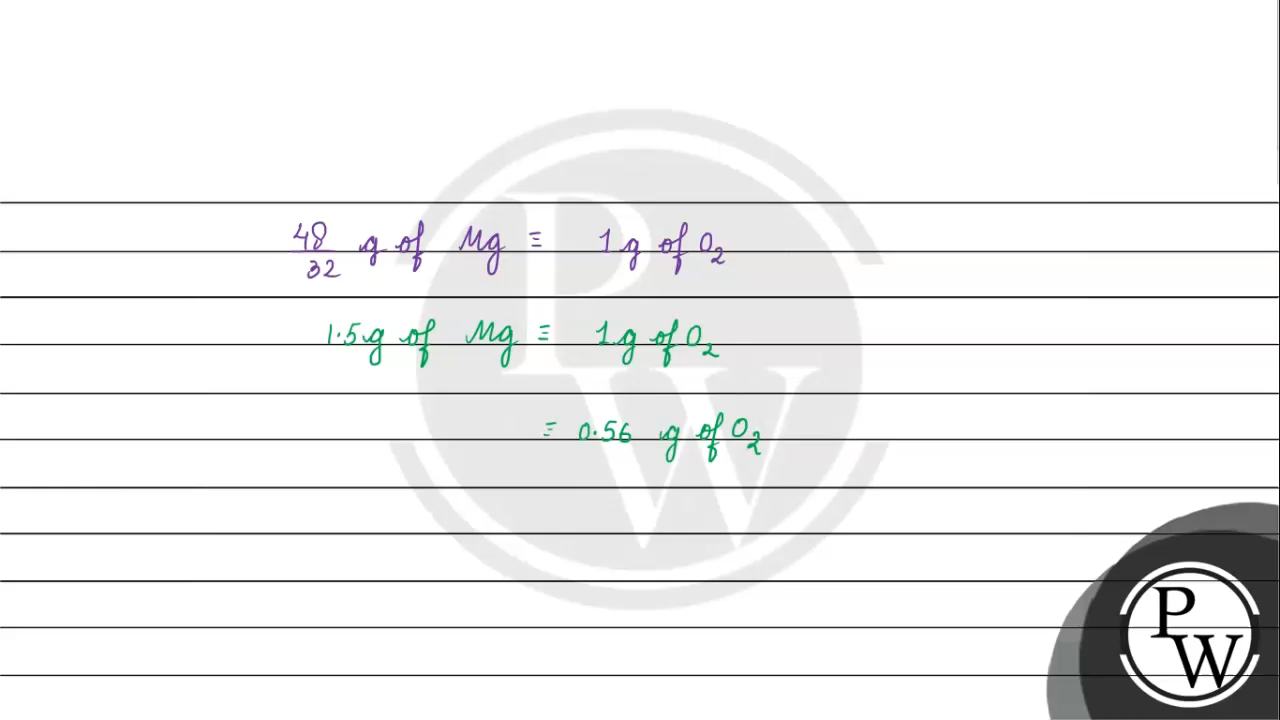 48/32 g of Mg ≡ 1 g of O₂
1.5 g of Mg ≡ 1 g of O₂
≡ 0.56 g of O₂
P
W
P
W